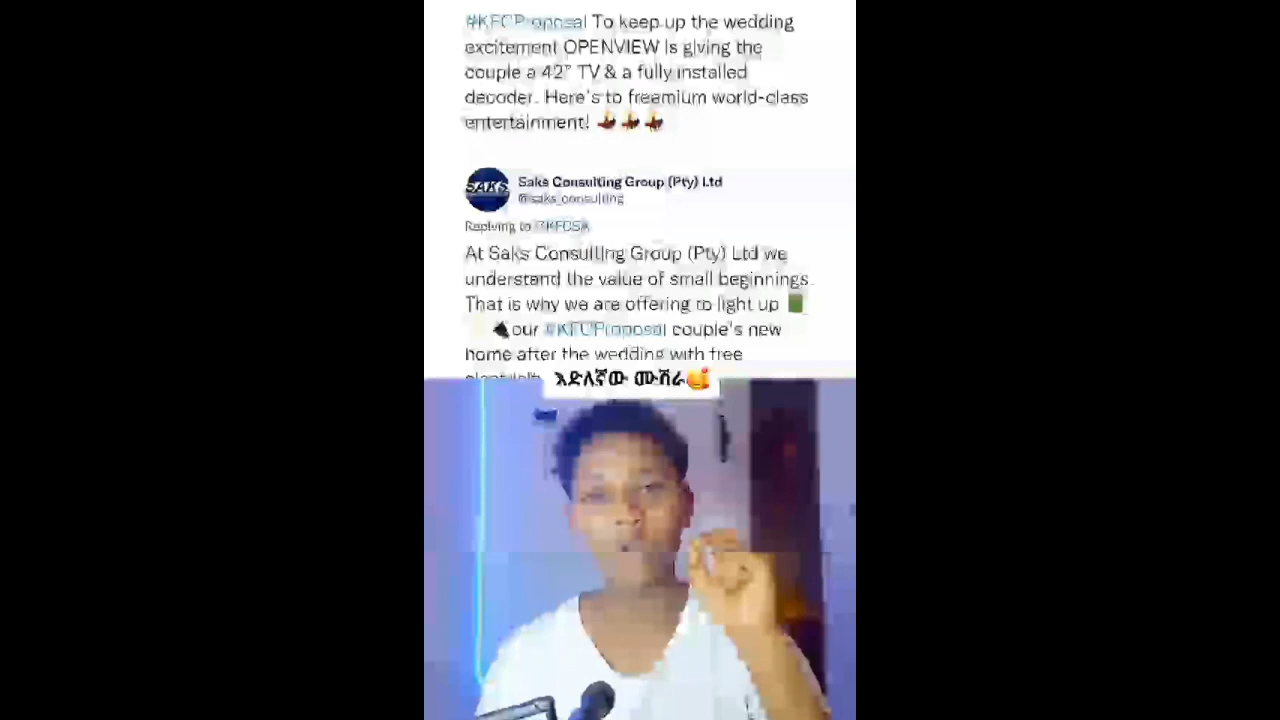 #KFCProposal To keep up the wedding
excitement OPENVIEW is giving the
couple a 42" TV & a fully installed
decoder. Here's to freemium world-class
entertainment!
SAKS
Saks Consulting Group (Pty) Ltd
@saks_consulting
Replying to @KFCSA
At Saks Consulting Group (Pty) Ltd we
understand the value of small beginnings.
That is why we are offering to light up
our #KFCProposal couple's new
home after the wedding with free
እድለኛው ሙሽራ🥰